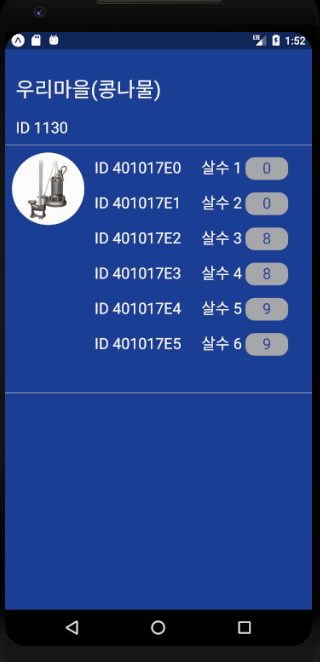 LTE 1:52
우리마을(콩나물)
ID 1130
ID 401017E0 살수 1 0
ID 401017E1 살수 2 0
ID 401017E2 살수 3 8
ID 401017E3 살수 4 8
ID 401017E4 살수 5 9
ID 401017E5 살수 6 9